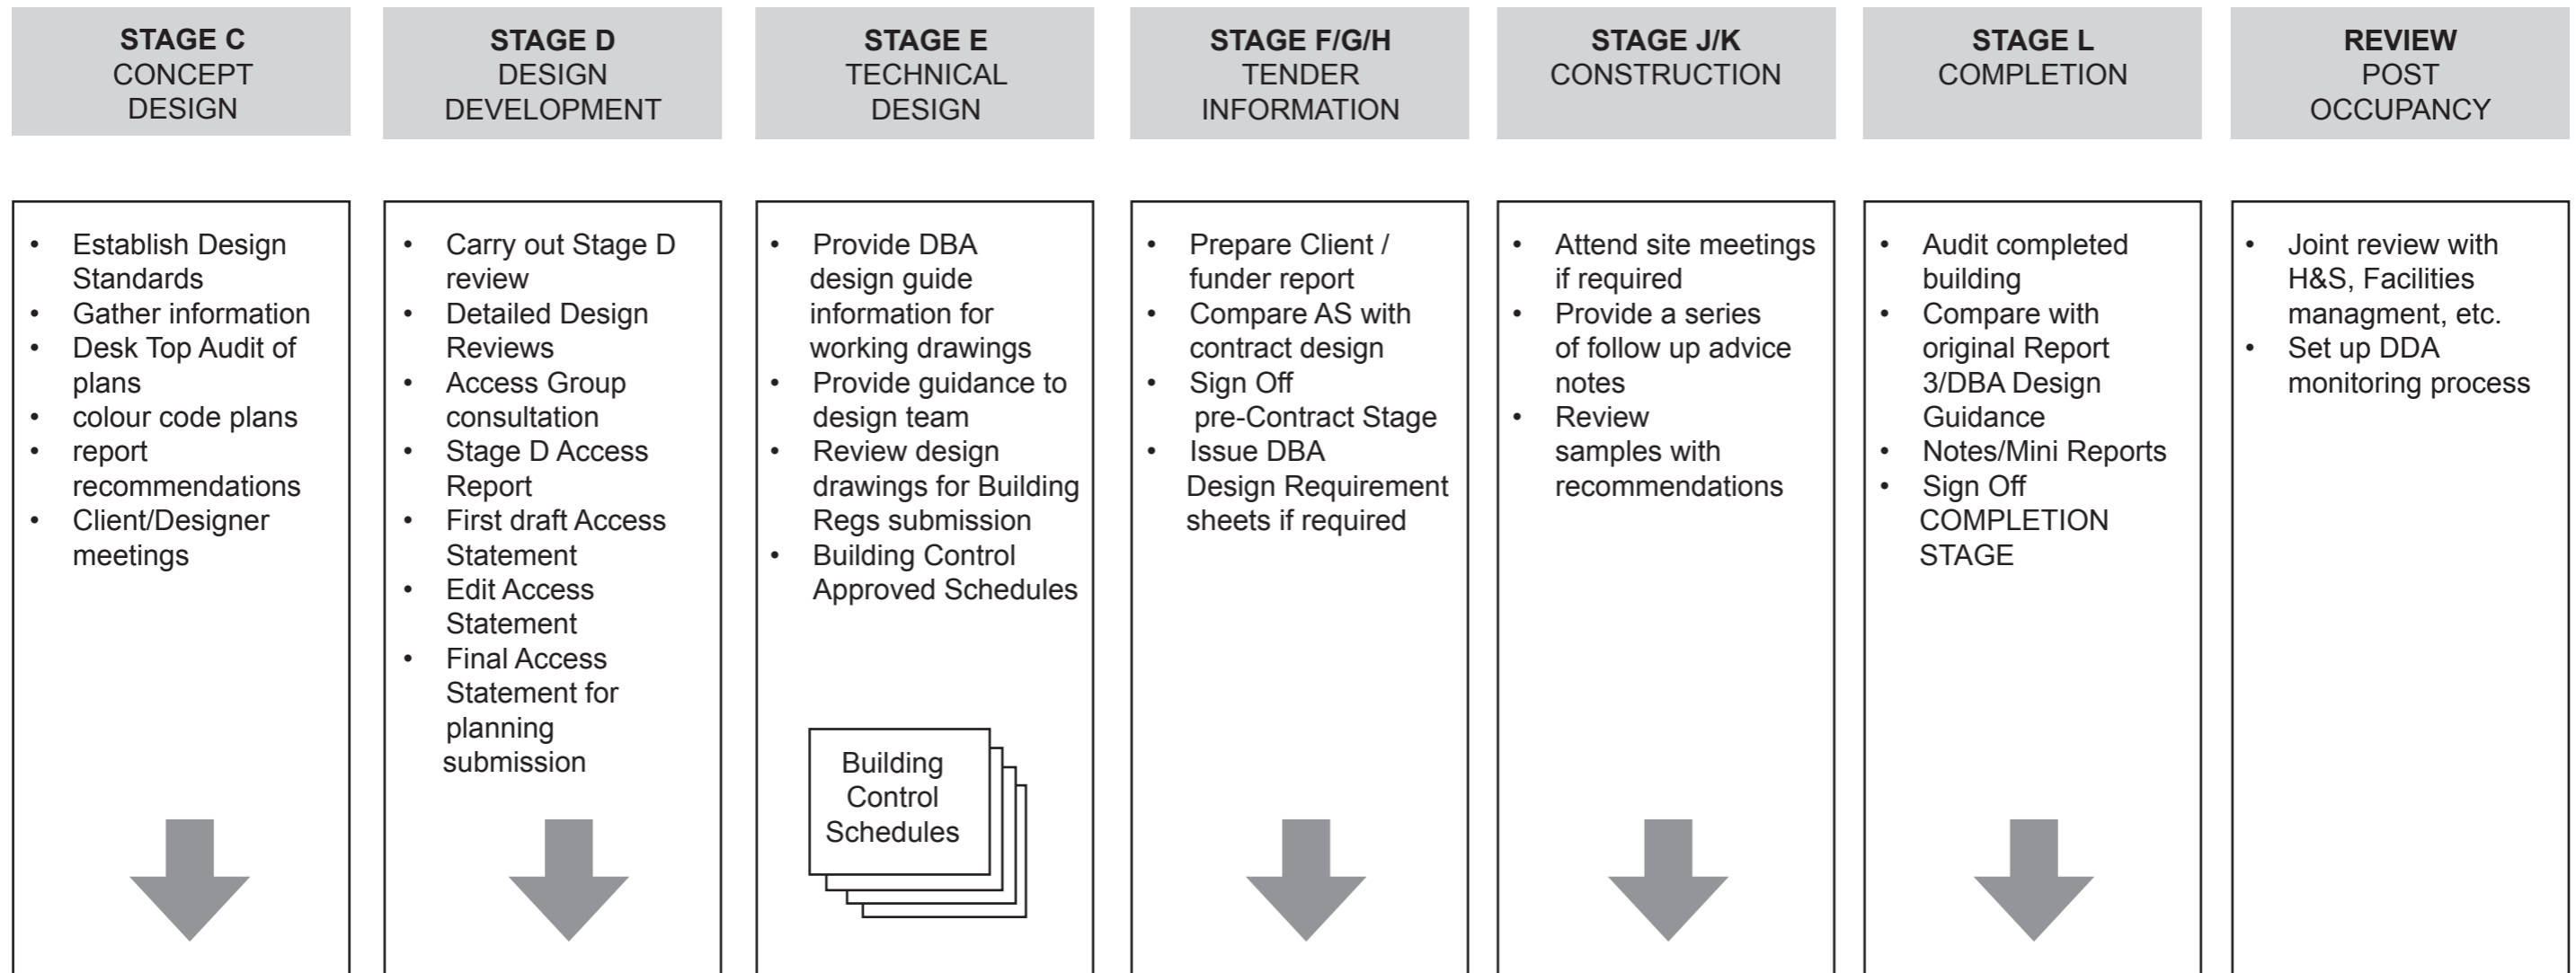 STAGE C
CONCEPT
DESIGN
STAGE D
DESIGN
DEVELOPMENT
STAGE E
TECHNICAL
DESIGN
STAGE F/G/H
TENDER
INFORMATION
STAGE J/K
CONSTRUCTION
STAGE L
COMPLETION
REVIEW
POST
OCCUPANCY
• Establish Design
Standards
• Gather information
• Desk Top Audit of
plans
• colour code plans
• report
recommendations
• Client/Designer
meetings
• Carry out Stage D
review
• Detailed Design
Reviews
• Access Group
consultation
• Stage D Access
Report
• First draft Access
Statement
• Edit Access
Statement
• Final Access
Statement for
planning
submission
• Provide DBA
design guide
information for
working drawings
• Provide guidance to
design team
• Review design
drawings for Building
Regs submission
• Building Control
Approved Schedules
Building
Control
Schedules
• Prepare Client /
funder report
• Compare AS with
contract design
• Sign Off
pre-Contract Stage
• Issue DBA
Design Requirement
sheets if required
• Attend site meetings
if required
• Provide a series
of follow up advice
notes
• Review
samples with
recommendations
• Audit completed
building
• Compare with
original Report
3/DBA Design
Guidance
• Notes/Mini Reports
• Sign Off
COMPLETION
STAGE
• Joint review with
H&S, Facilities
managment, etc.
• Set up DDA
monitoring process